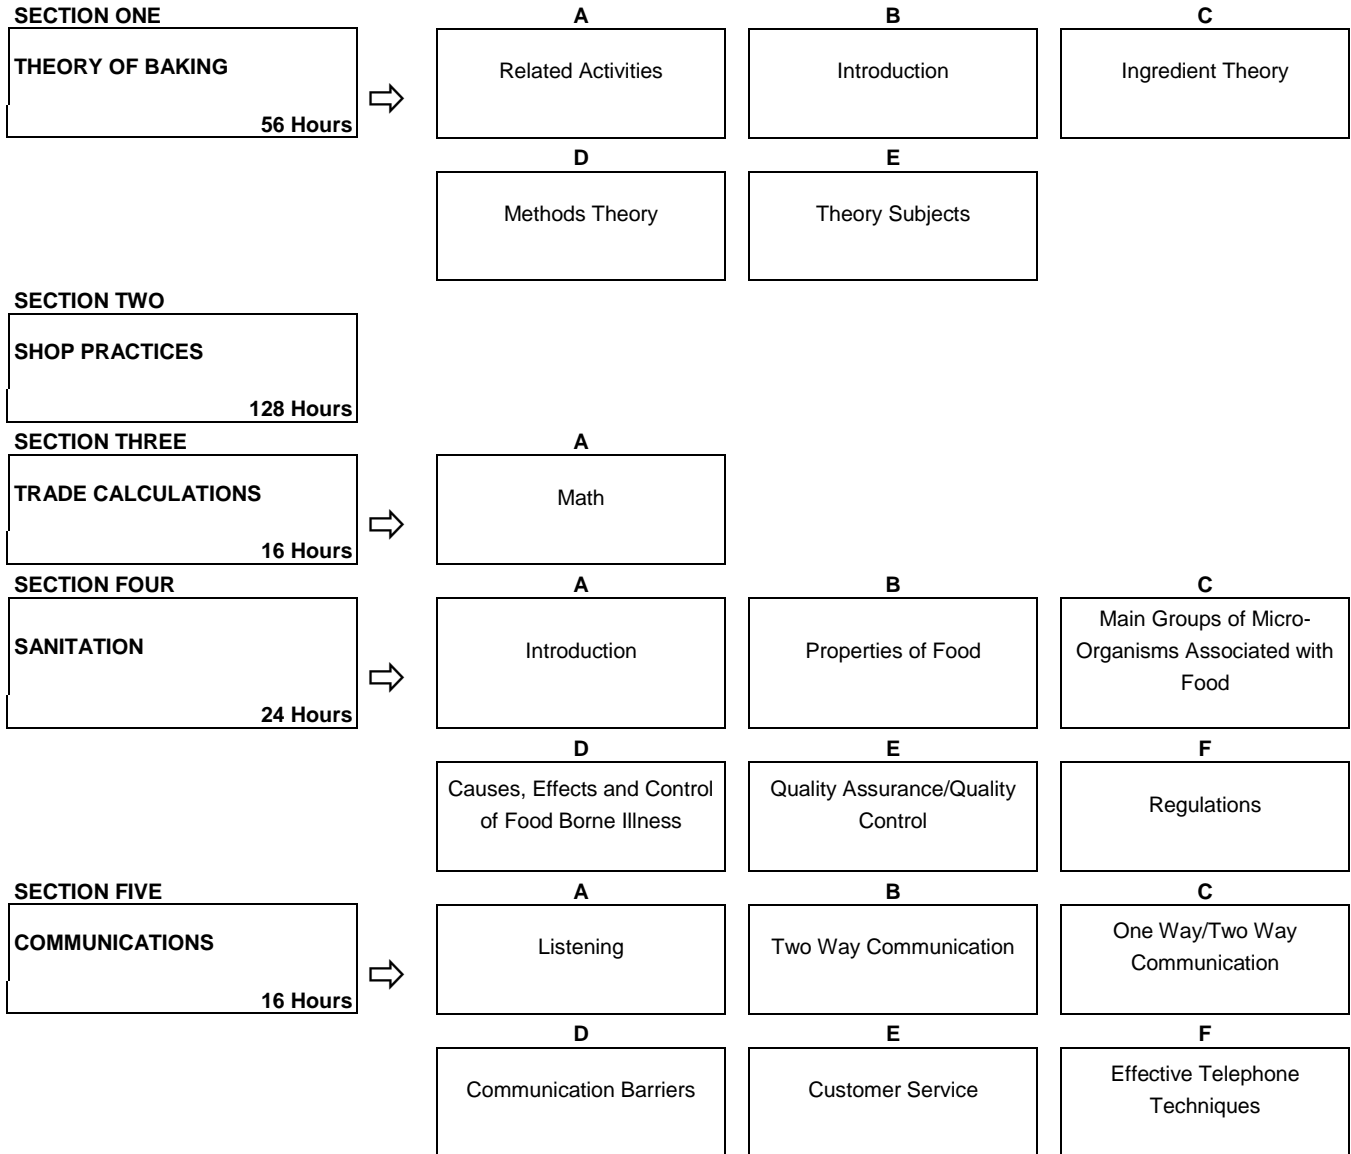 SECTION ONE
A
B
C
THEORY OF BAKING
56 Hours
Related Activities
Introduction
Ingredient Theory
D
E
Methods Theory
Theory Subjects
SECTION TWO
SHOP PRACTICES
128 Hours
SECTION THREE
A
TRADE CALCULATIONS
16 Hours
Math
SECTION FOUR
A
B
C
SANITATION
24 Hours
Introduction
Properties of Food
Main Groups of Micro-
Organisms Associated with
Food
D
E
F
Causes, Effects and Control
of Food Borne Illness
Quality Assurance/Quality
Control
Regulations
SECTION FIVE
A
B
C
COMMUNICATIONS
16 Hours
Listening
Two Way Communication
One Way/Two Way
Communication
D
E
F
Communication Barriers
Customer Service
Effective Telephone
Techniques